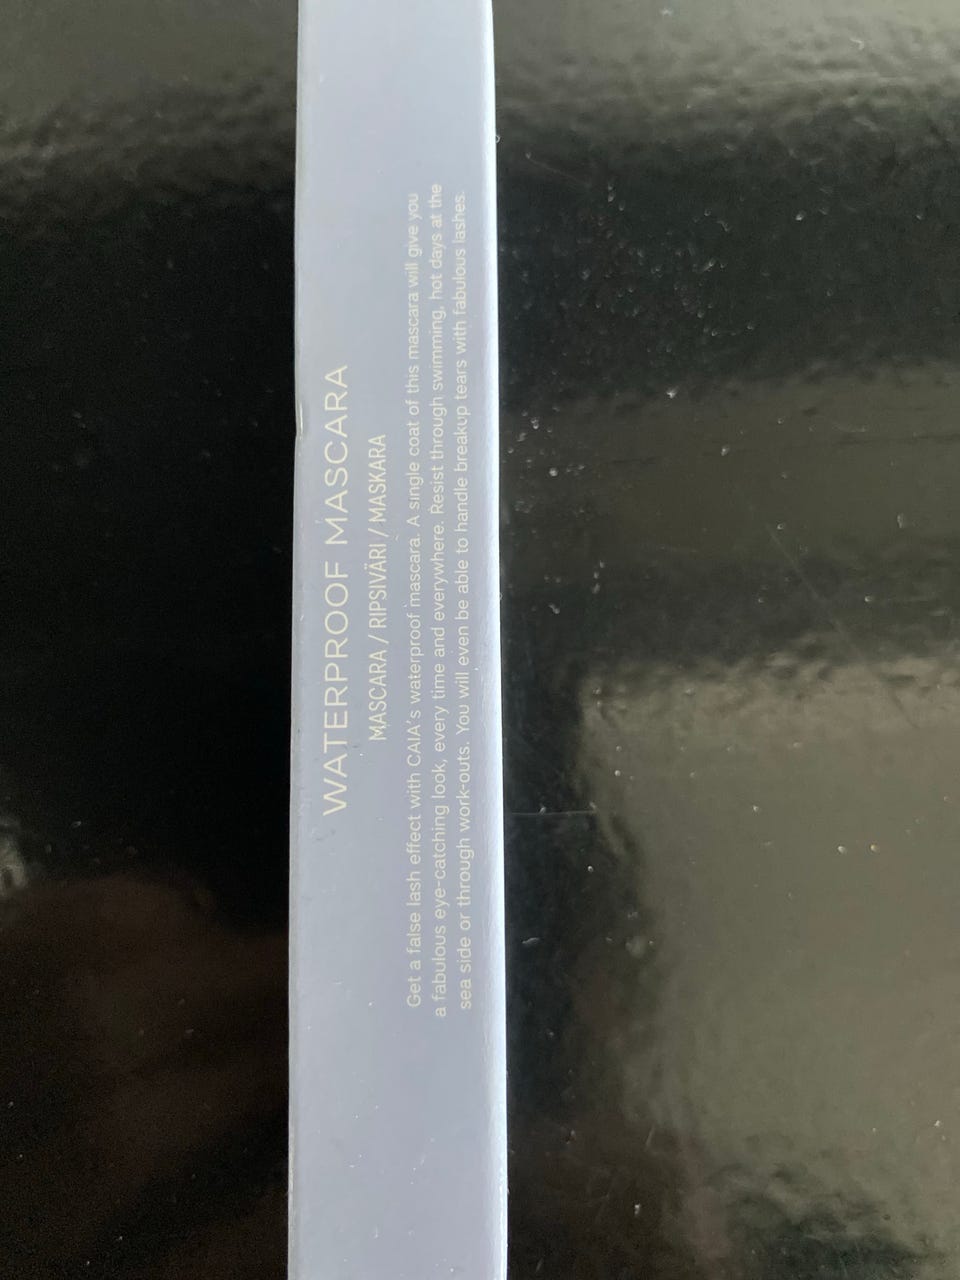 WATERPROOF MASCARA
MASCARA / RIPSIVÄRI / MASKARA
Get a false lash effect with CAIA's waterproof mascara. A single coat of this mascara will give you
a fabulous eye-catching look, every time and everywhere. Resist through swimming, hot days at the
sea side or through work-outs. You will even be able to handle breakup tears with fabulous lashes.